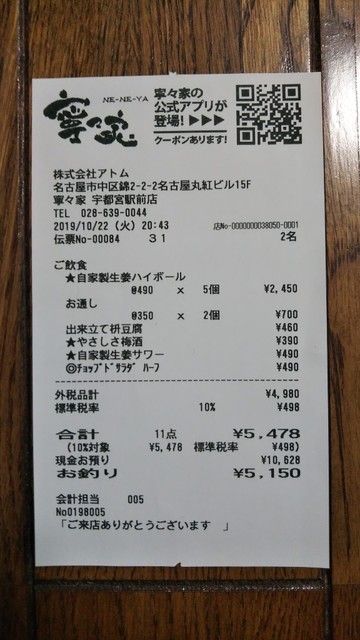 NE-NE-YA
寧々家
寧々家の
公式アプリが
登場!▶▶▶
クーポンあります!
株式会社アトム
名古屋市中区錦2-2-2名古屋丸紅ビル15F
寧々家 宇都宮駅前店
TEL 028-639-0044
2019/10/22 (火) 20:43 店No-0000000038050-0001
伝票No-00084 31 2名
ご飲食
★自家製生姜ハイボール
@490 x 5個 ¥2,450
お通し
@350 x 2個 ¥700
出来立て枡豆腐 ¥460
★やさしさ梅酒 ¥390
★自家製生姜サワー ¥490
◎チョップドサラダ ハーフ ¥490
外税品計 ¥4,980
標準税率 10% ¥498
合計 11点 ¥5,478
(10%対象 ¥5,478 標準税率 ¥498)
現金お預り ¥10,628
お釣り ¥5,150
会計担当 005
No0198005
「ご来店ありがとうございます 」